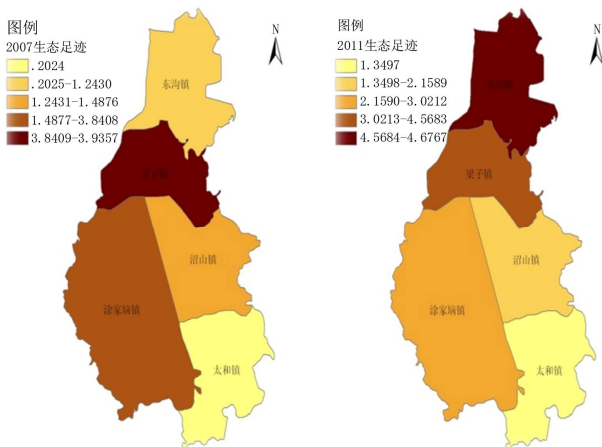 图例
2007生态足迹
.2024
.2025-1.2430
1.2431-1.4876
1.4877-3.8408
3.8409-3.9357
N
东沟镇
沼山镇
涂家垴镇
太和镇
图例
2011生态足迹
1.3497
1.3498-2.1589
2.1590-3.0212
3.0213-4.5683
4.5684-4.6767
N
梁子镇
沼山镇
涂家垴镇
太和镇